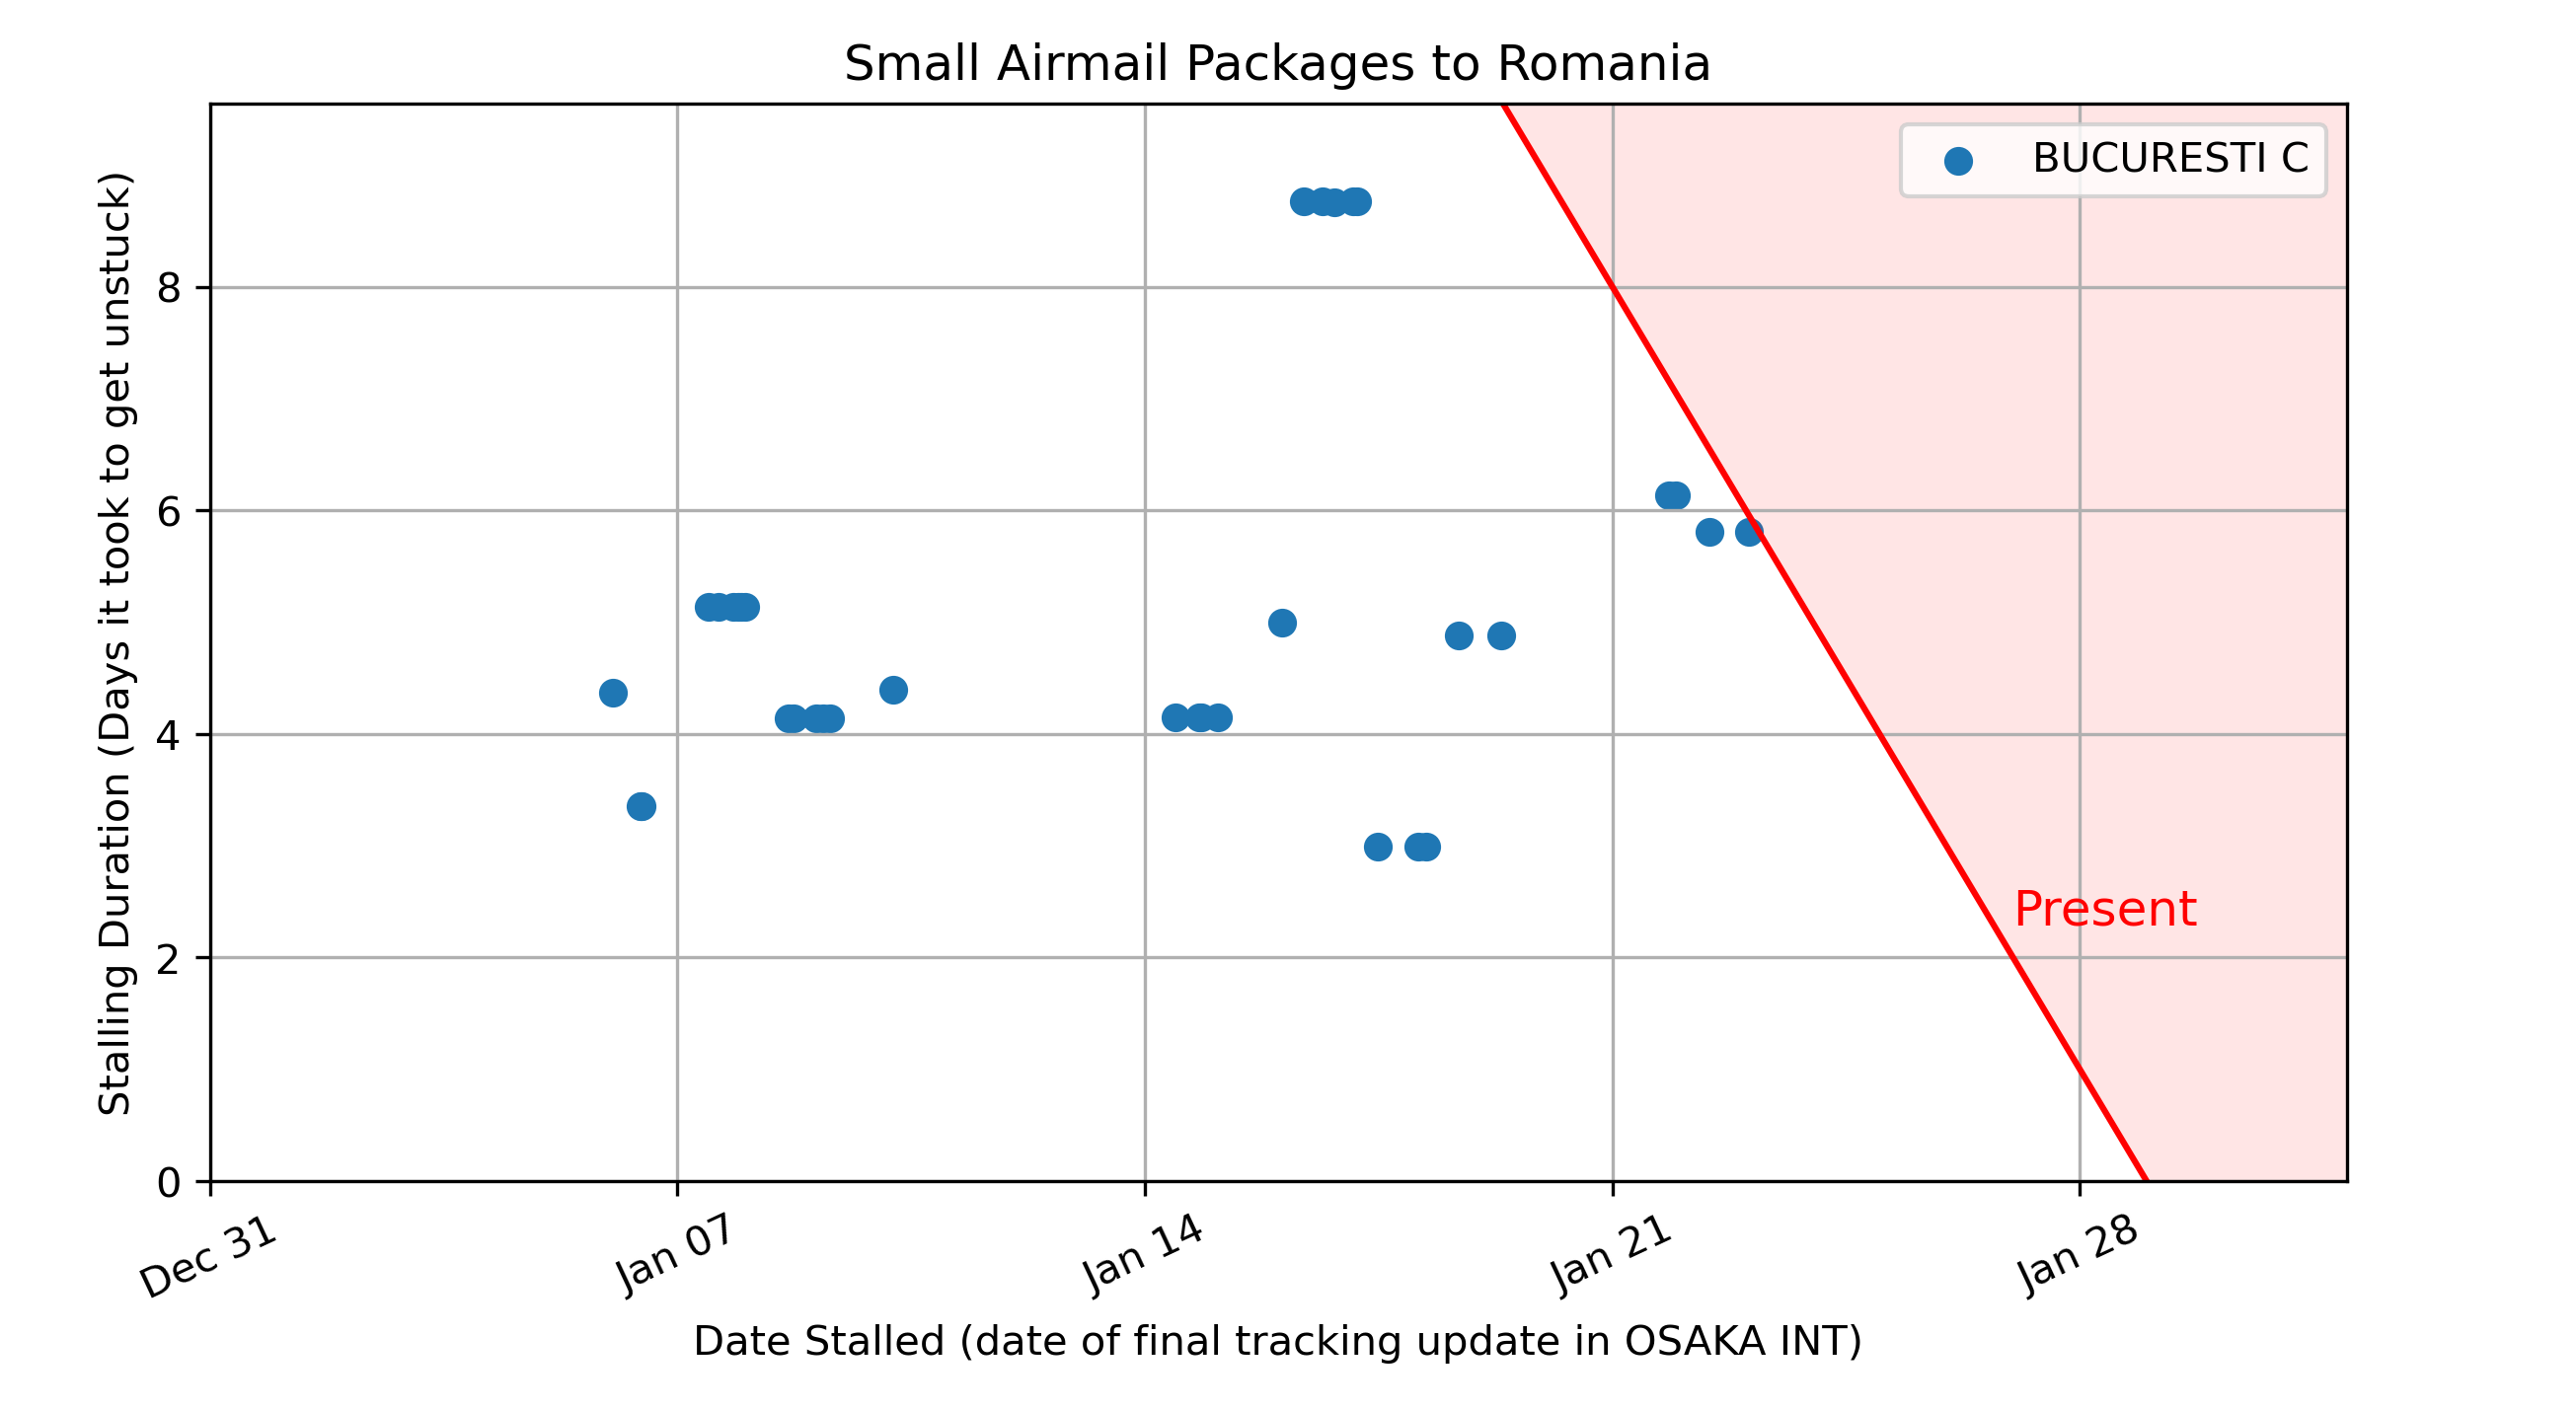 Small Airmail Packages to Romania
BUCURESTI C
Stalling Duration (Days it took to get unstuck)
8
6
4
2
0
Present
Dec 31
Jan 07
Jan 14
Jan 21
Jan 28
Date Stalled (date of final tracking update in OSAKA INT)